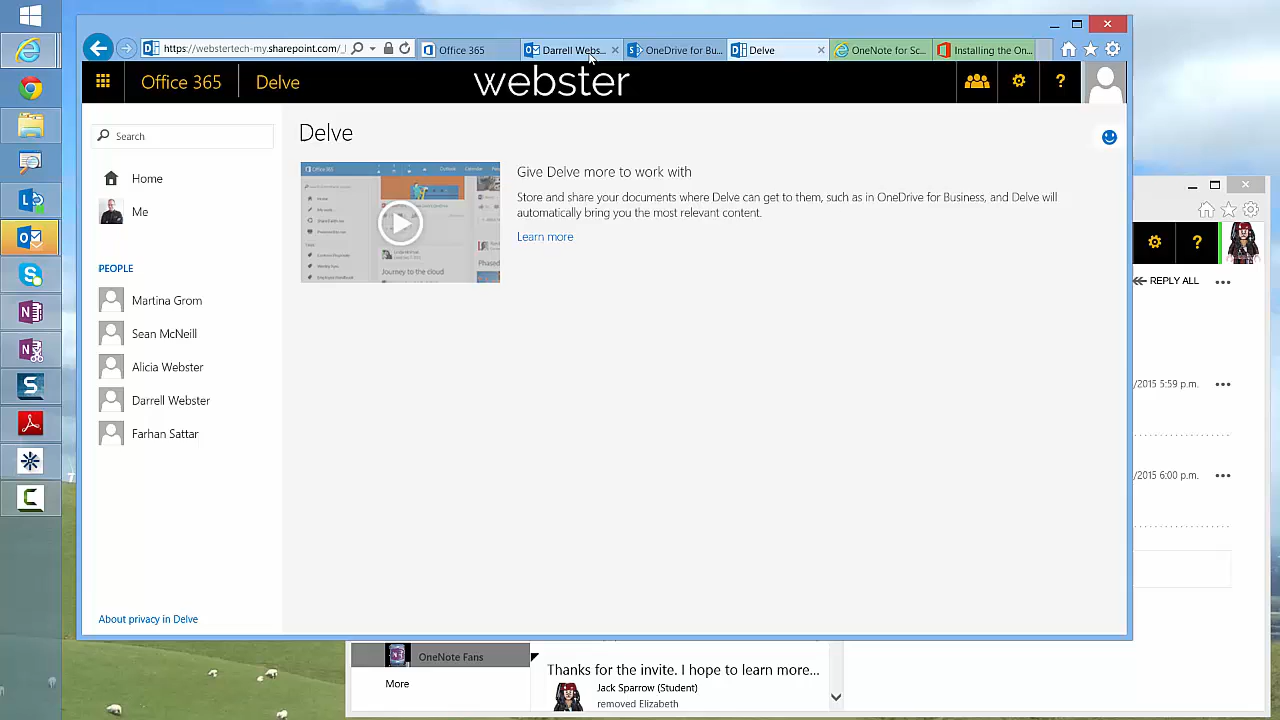 https://webstertech-my.sharepoint.com/_
Office 365
Darrell Webs...
OneDrive for Bu...
Delve
OneNote for Sc...
Installing the On...
Office 365
Delve
webster
?
Search
Home
Me
PEOPLE
Martina Grom
Sean McNeill
Alicia Webster
Darrell Webster
Farhan Sattar
About privacy in Delve
Delve
Journey to the cloud
Give Delve more to work with
Store and share your documents where Delve can get to them, such as in OneDrive for Business, and Delve will
automatically bring you the most relevant content.
Learn more
?
REPLY ALL
/2015 5:59 p.m.
/2015 6:00 p.m.
OneNote Fans
More
Thanks for the invite. I hope to learn more...
Jack Sparrow (Student)
removed Elizabeth